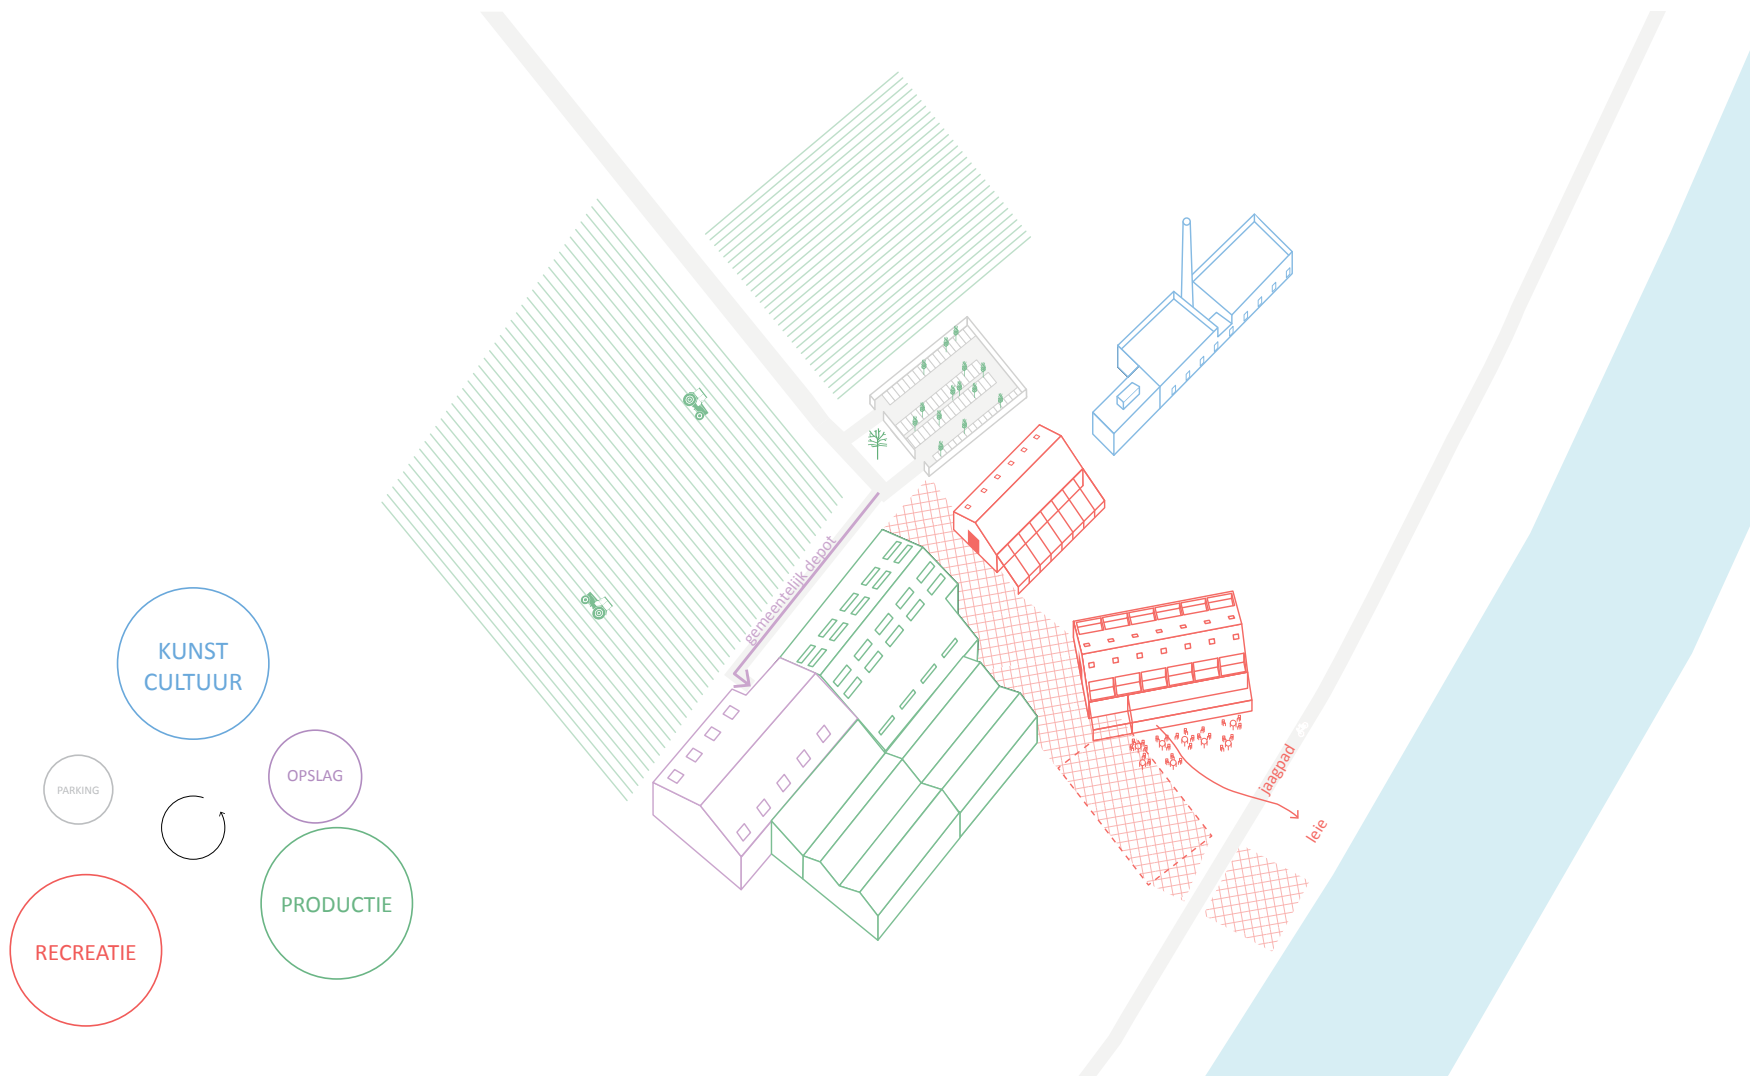 gemeentelijk depot
KUNST
CULTUUR
OPSLAG
PARKING
PRODUCTIE
RECREATIE
jaagpad
leie